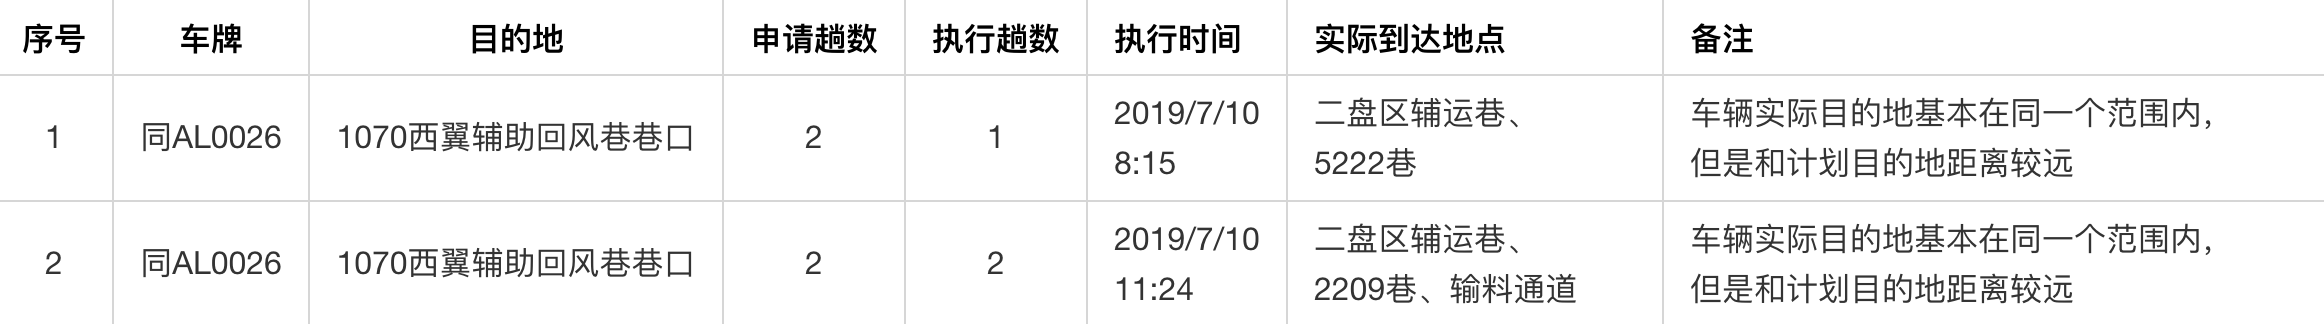 序号 车牌 目的地 申请趟数 执行趟数 执行时间 实际到达地点 备注
1 同AL0026 1070西翼辅助回风巷巷口 2 1 2019/7/10 二盘区辅运巷、 车辆实际目的地基本在同一个范围内，
8:15 5222巷 但是和计划目的地距离较远
2 同AL0026 1070西翼辅助回风巷巷口 2 2 2019/7/10 二盘区辅运巷、 车辆实际目的地基本在同一个范围内，
11:24 2209巷、输料通道 但是和计划目的地距离较远